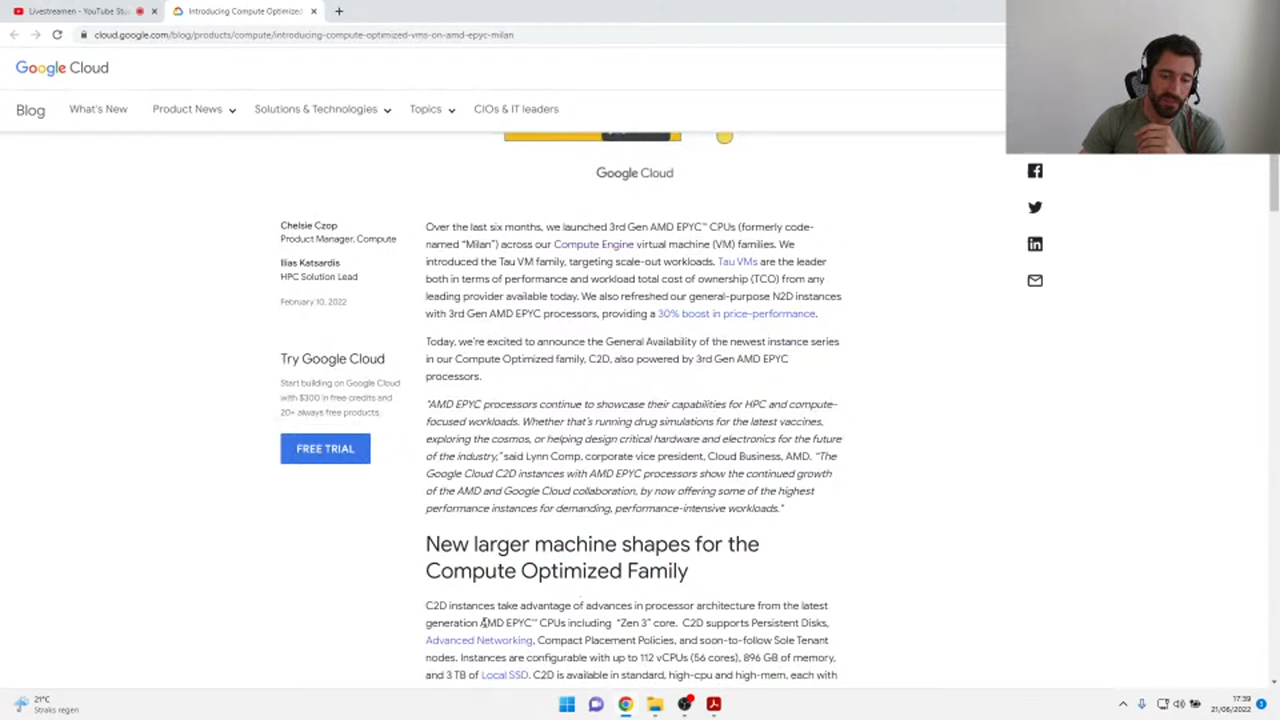 Livestreamen - YouTube Stu
Introducing Compute Optimized
cloud.google.com/blog/products/compute/introducing-compute-optimized-vms-on-amd-epyc-milan
Google Cloud
Blog What's New Product News Solutions & Technologies Topics CIOs & IT leaders
Google Cloud
Chelsie Czop
Product Manager, Compute
Ilias Katsardis
HPC Solution Lead
February 10, 2022
Try Google Cloud
Start building on Google Cloud
with $300 in free credits and
20+ always free products.
FREE TRIAL
Over the last six months, we launched 3rd Gen AMD EPYC™ CPUs (formerly code-
named “Milan”) across our Compute Engine virtual machine (VM) families. We
introduced the Tau VM family, targeting scale-out workloads. Tau VMs are the leader
both in terms of performance and workload total cost of ownership (TCO) from any
leading provider available today. We also refreshed our general-purpose N2D instances
with 3rd Gen AMD EPYC processors, providing a 30% boost in price-performance.
Today, we're excited to announce the General Availability of the newest instance series
in our Compute Optimized family, C2D, also powered by 3rd Gen AMD EPYC
processors.
“AMD EPYC processors continue to showcase their capabilities for HPC and compute-
focused workloads. Whether that's running drug simulations for the latest vaccines,
exploring the cosmos, or helping design critical hardware and electronics for the future
of the industry,” said Lynn Comp, corporate vice president, Cloud Business, AMD. “The
Google Cloud C2D instances with AMD EPYC processors show the continued growth
of the AMD and Google Cloud collaboration, by now offering some of the highest
performance instances for demanding, performance-intensive workloads.”
New larger machine shapes for the
Compute Optimized Family
C2D instances take advantage of advances in processor architecture from the latest
generation AMD EPYC™ CPUs including “Zen 3” core. C2D supports Persistent Disks,
Advanced Networking, Compact Placement Policies, and soon-to-follow Sole Tenant
nodes. Instances are configurable with up to 112 vCPUs (56 cores), 896 GB of memory,
and 3 TB of Local SSD. C2D is available in standard, high-cpu and high-mem, each with
21°C
Straks regen
17:39
21/06/2022